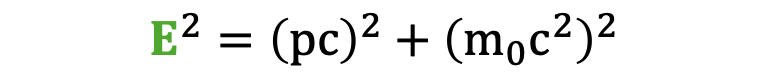 E² = (pc)² + (m₀c²)²